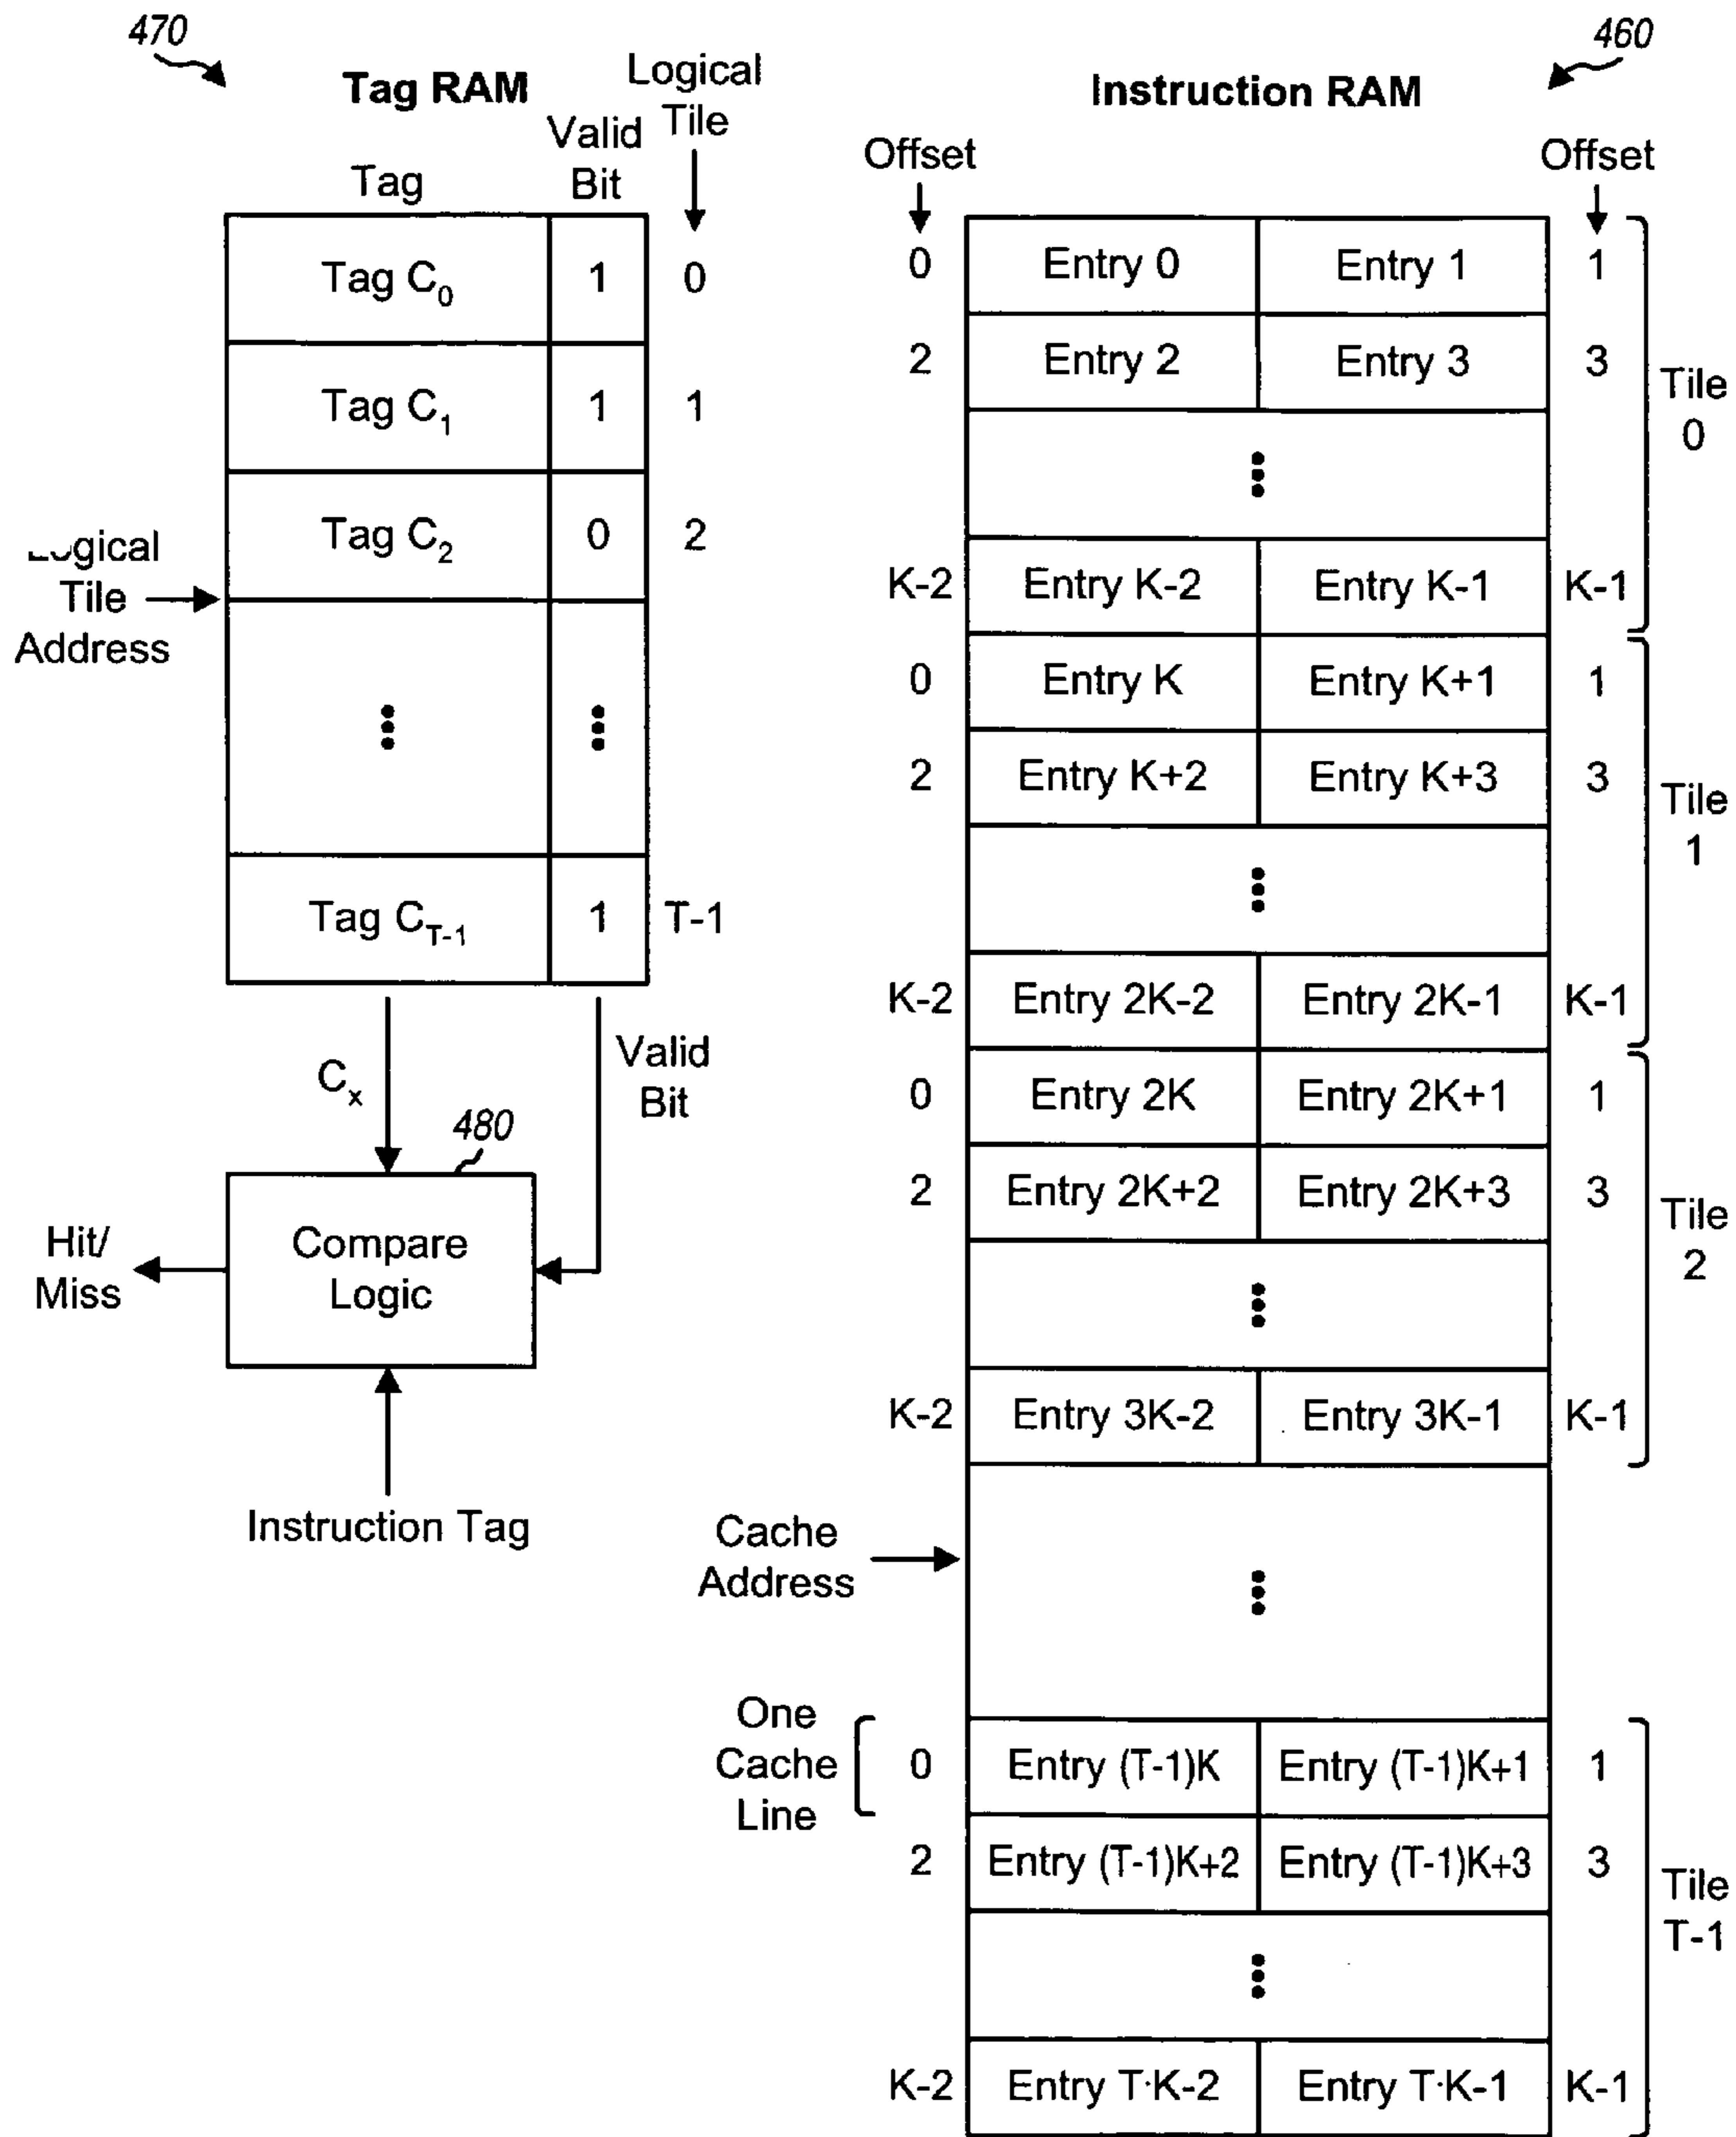 470
Tag RAM
Logical
Tile
Valid
Bit
Tag
Tag C0 1 0
Tag C1 1 1
Tag C2 0 2
Logical
Tile
Address
Tag CT-1 1 T-1
Cx
Valid
Bit
480
Hit/
Miss
Compare
Logic
Instruction Tag
460
Instruction RAM
Offset Offset
0 Entry 0 Entry 1 1
2 Entry 2 Entry 3 3
Tile
0
K-2 Entry K-2 Entry K-1 K-1
0 Entry K Entry K+1 1
2 Entry K+2 Entry K+3 3
Tile
1
K-2 Entry 2K-2 Entry 2K-1 K-1
0 Entry 2K Entry 2K+1 1
2 Entry 2K+2 Entry 2K+3 3
Tile
2
K-2 Entry 3K-2 Entry 3K-1 K-1
Cache
Address
One
Cache
Line
0 Entry (T-1)K Entry (T-1)K+1 1
2 Entry (T-1)K+2 Entry (T-1)K+3 3
Tile
T-1
K-2 Entry T·K-2 Entry T·K-1 K-1